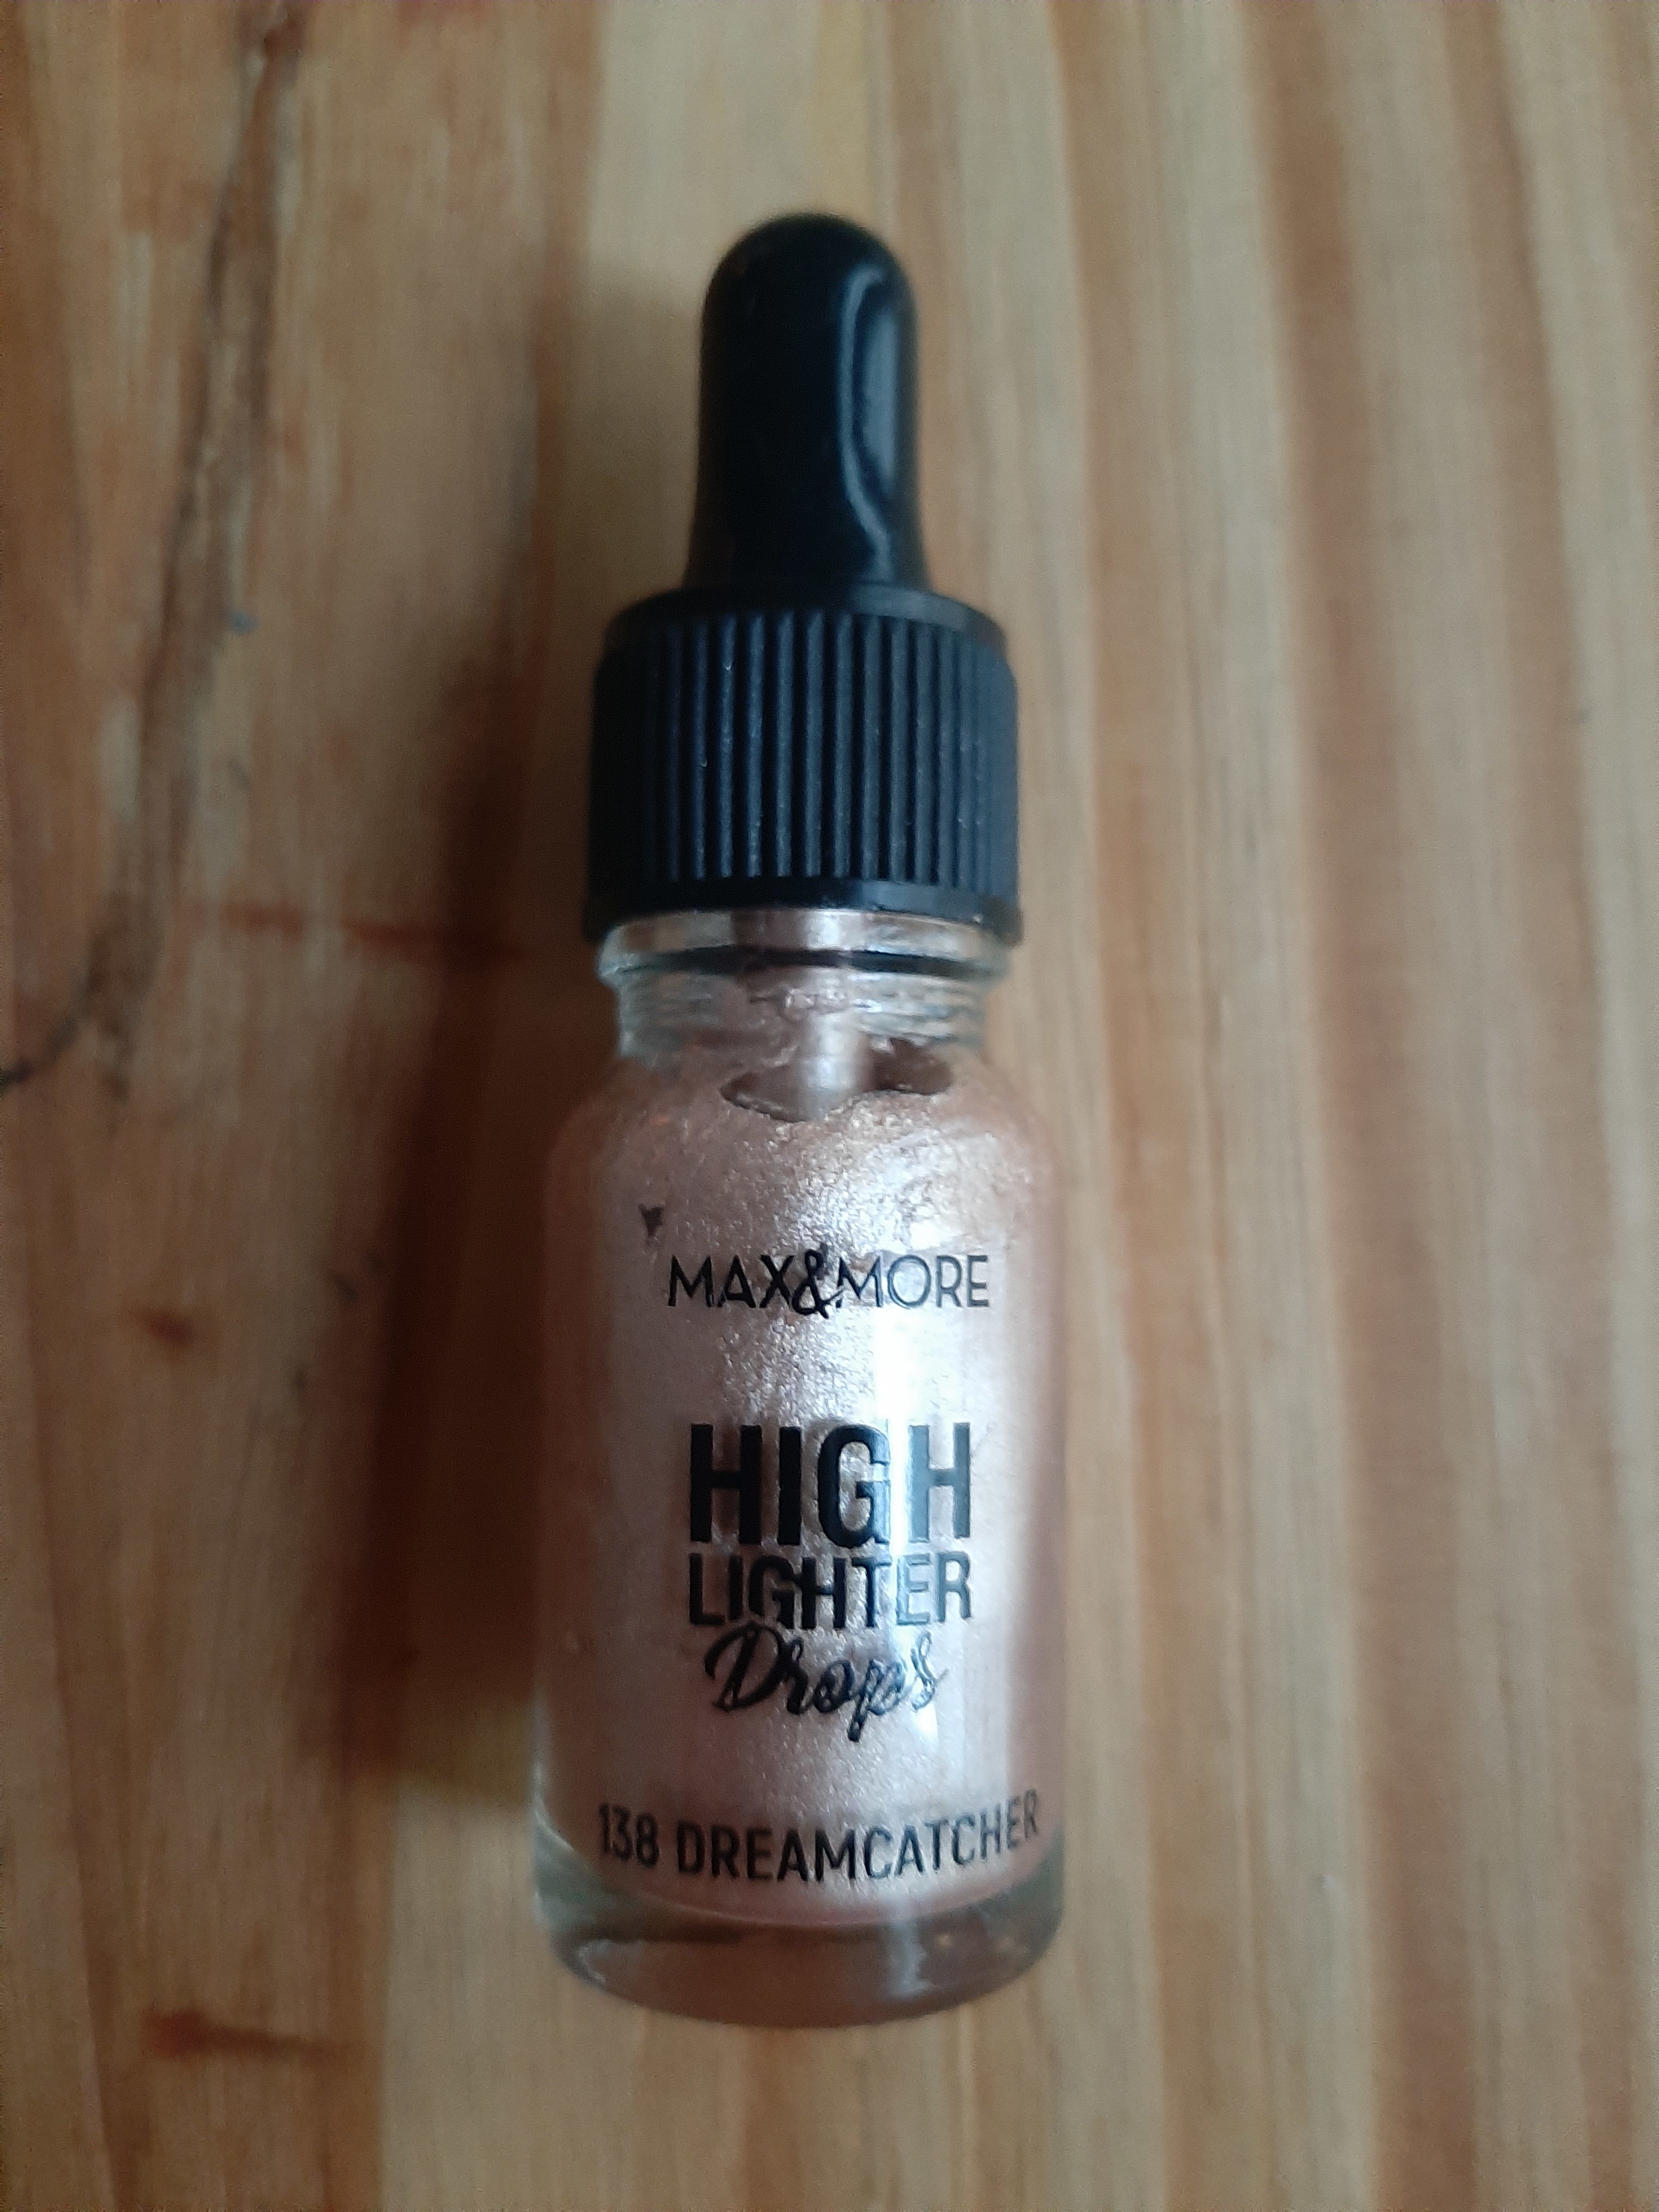 MAX&MORE
HIGH
LIGHTER
Drops
138 DREAMCATCHER